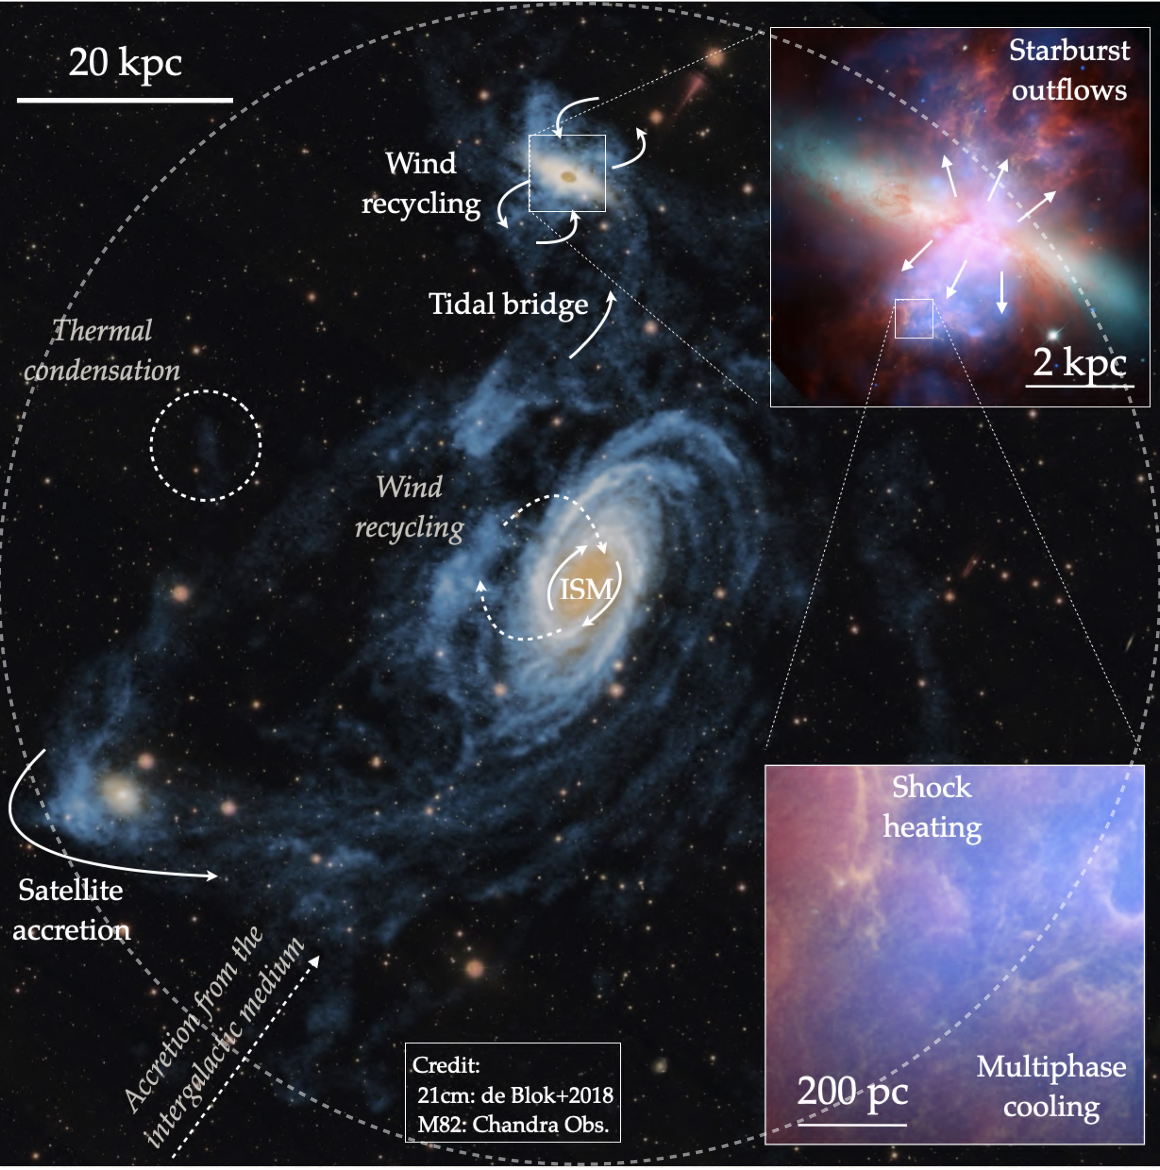 20 kpc
Starburst
outflows
Wind
recycling
Tidal bridge
Thermal
condensation
2 kpc
Wind
recycling
ISM
Shock
heating
Satellite
accretion
Accretion from the
intergalactic medium
Credit:
21cm: de Blok+2018
M82: Chandra Obs.
200 pc
Multiphase
cooling